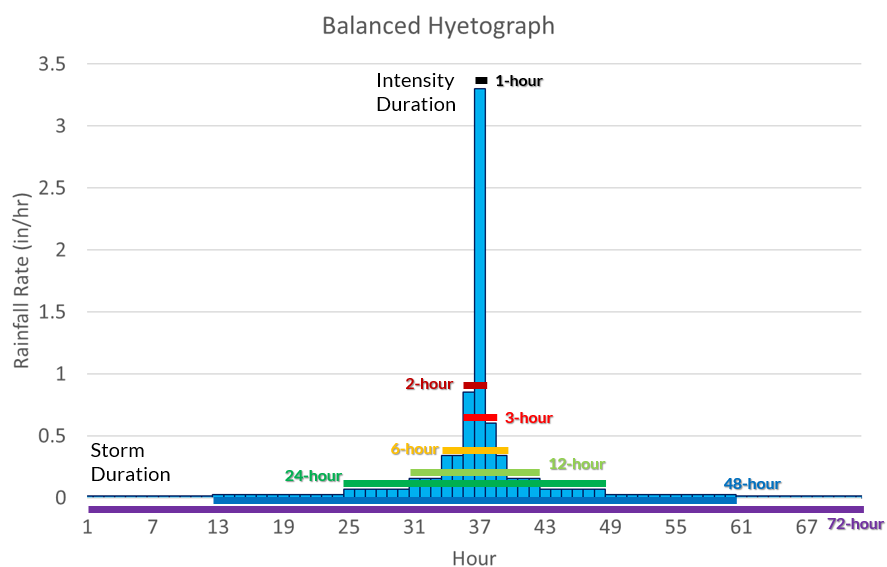 Balanced Hyetograph
3.5
Intensity
Duration
1-hour
3
2.5
2
1.5
1
0.5
0
Rainfall Rate (in/hr)
2-hour
3-hour
6-hour
12-hour
24-hour
48-hour
72-hour
Storm
Duration
1 7 13 19 25 31 37 43 49 55 61 67
Hour